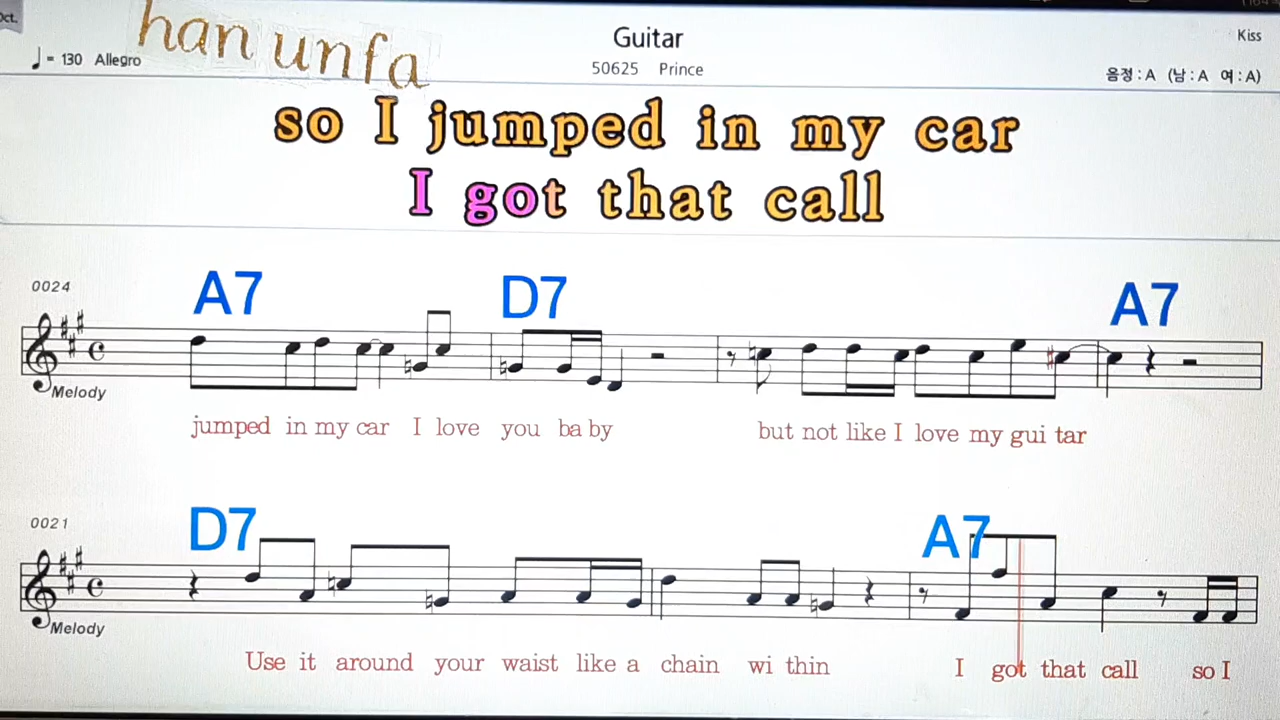 Oct.
han unfa
Guitar
Kiss
♩ = 130 Allegro
50625 Prince
음정 : A (남 : A 여 : A)
so I jumped in my car
I got that call
0024
A7 D7 A7
Melody
jumped in my car I love you ba by but not like I love my gui tar
0021
D7 A7
Melody
Use it around your waist like a chain wi thin I got that call so I